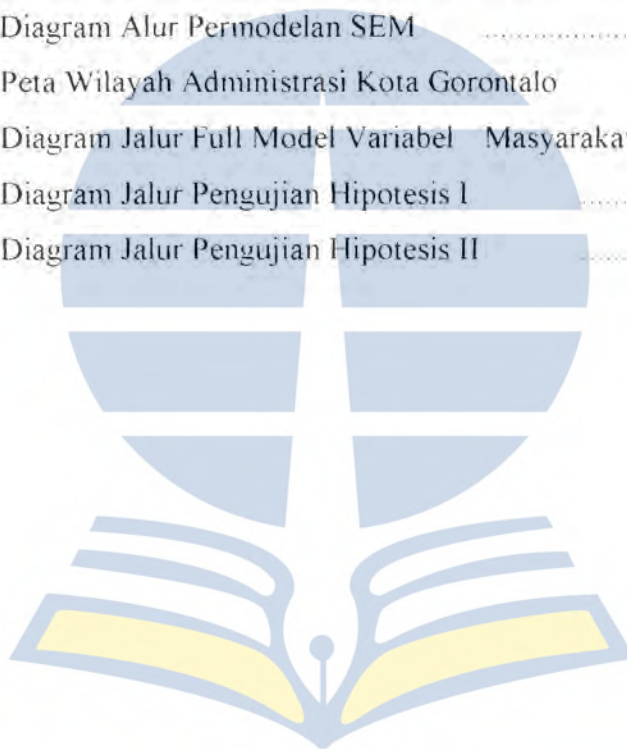 Diagram Alur Permodelan SEM ..................
Peta Wilayah Administrasi Kota Gorontalo
Diagram Jalur Full Model Variabel Masyaraka
Diagram Jalur Pengujian Hipotesis I ......
Diagram Jalur Pengujian Hipotesis II ......